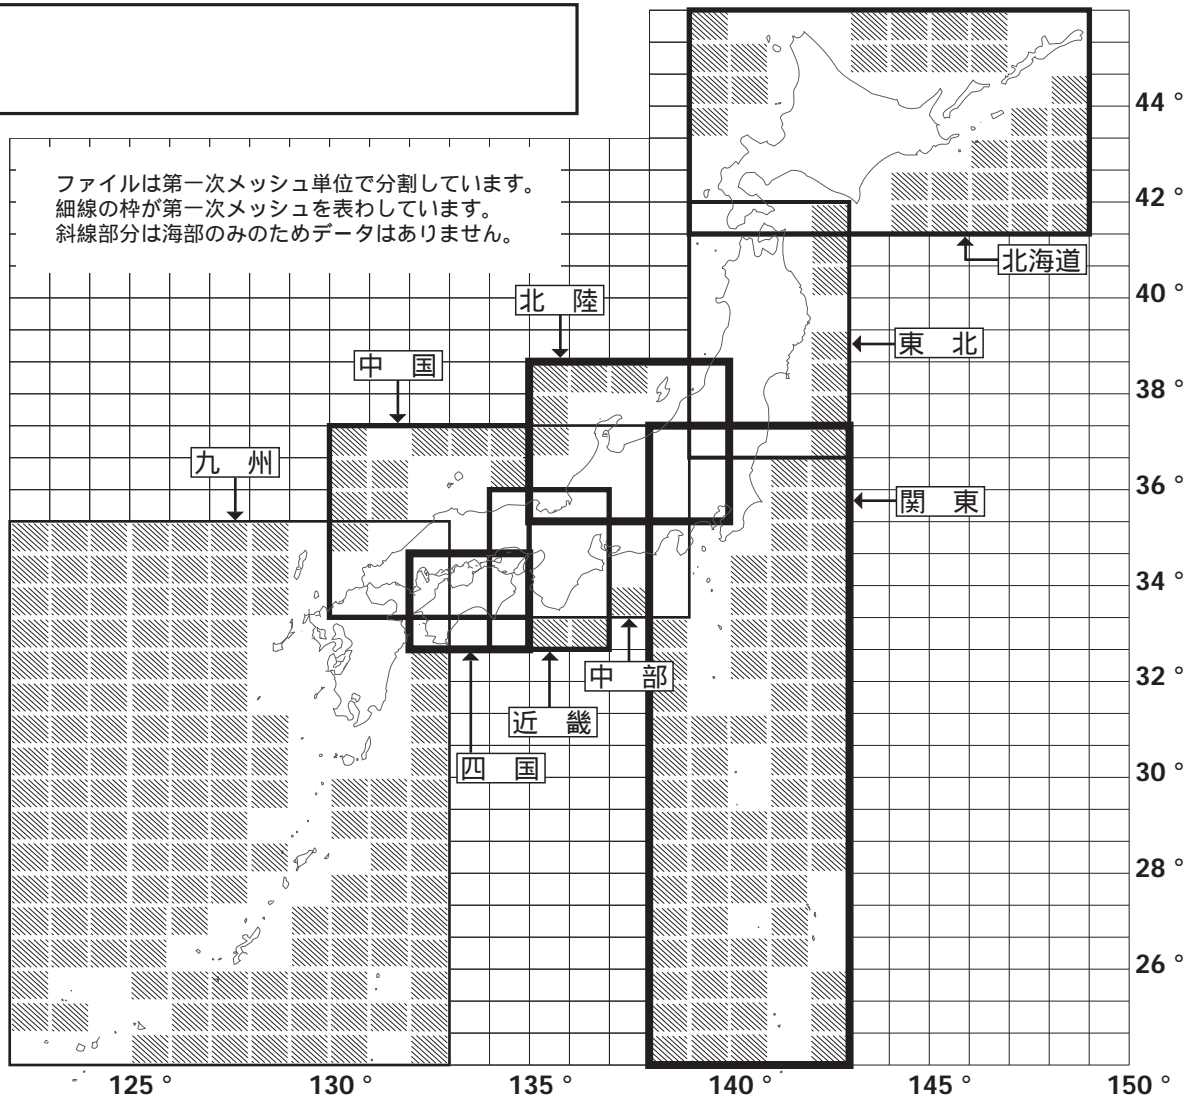 44 °
ファイルは第一次メッシュ単位で分割しています。
細線の枠が第一次メッシュを表わしています。
斜線部分は海部のみのためデータはありません。
42 °
北海道
40 °
北 陸
東 北
中 国
38 °
九 州
36 °
関 東
34 °
中 部
32 °
近 畿
四 国
30 °
28 °
26 °
125 ° 130 ° 135 ° 140 ° 145 ° 150 °